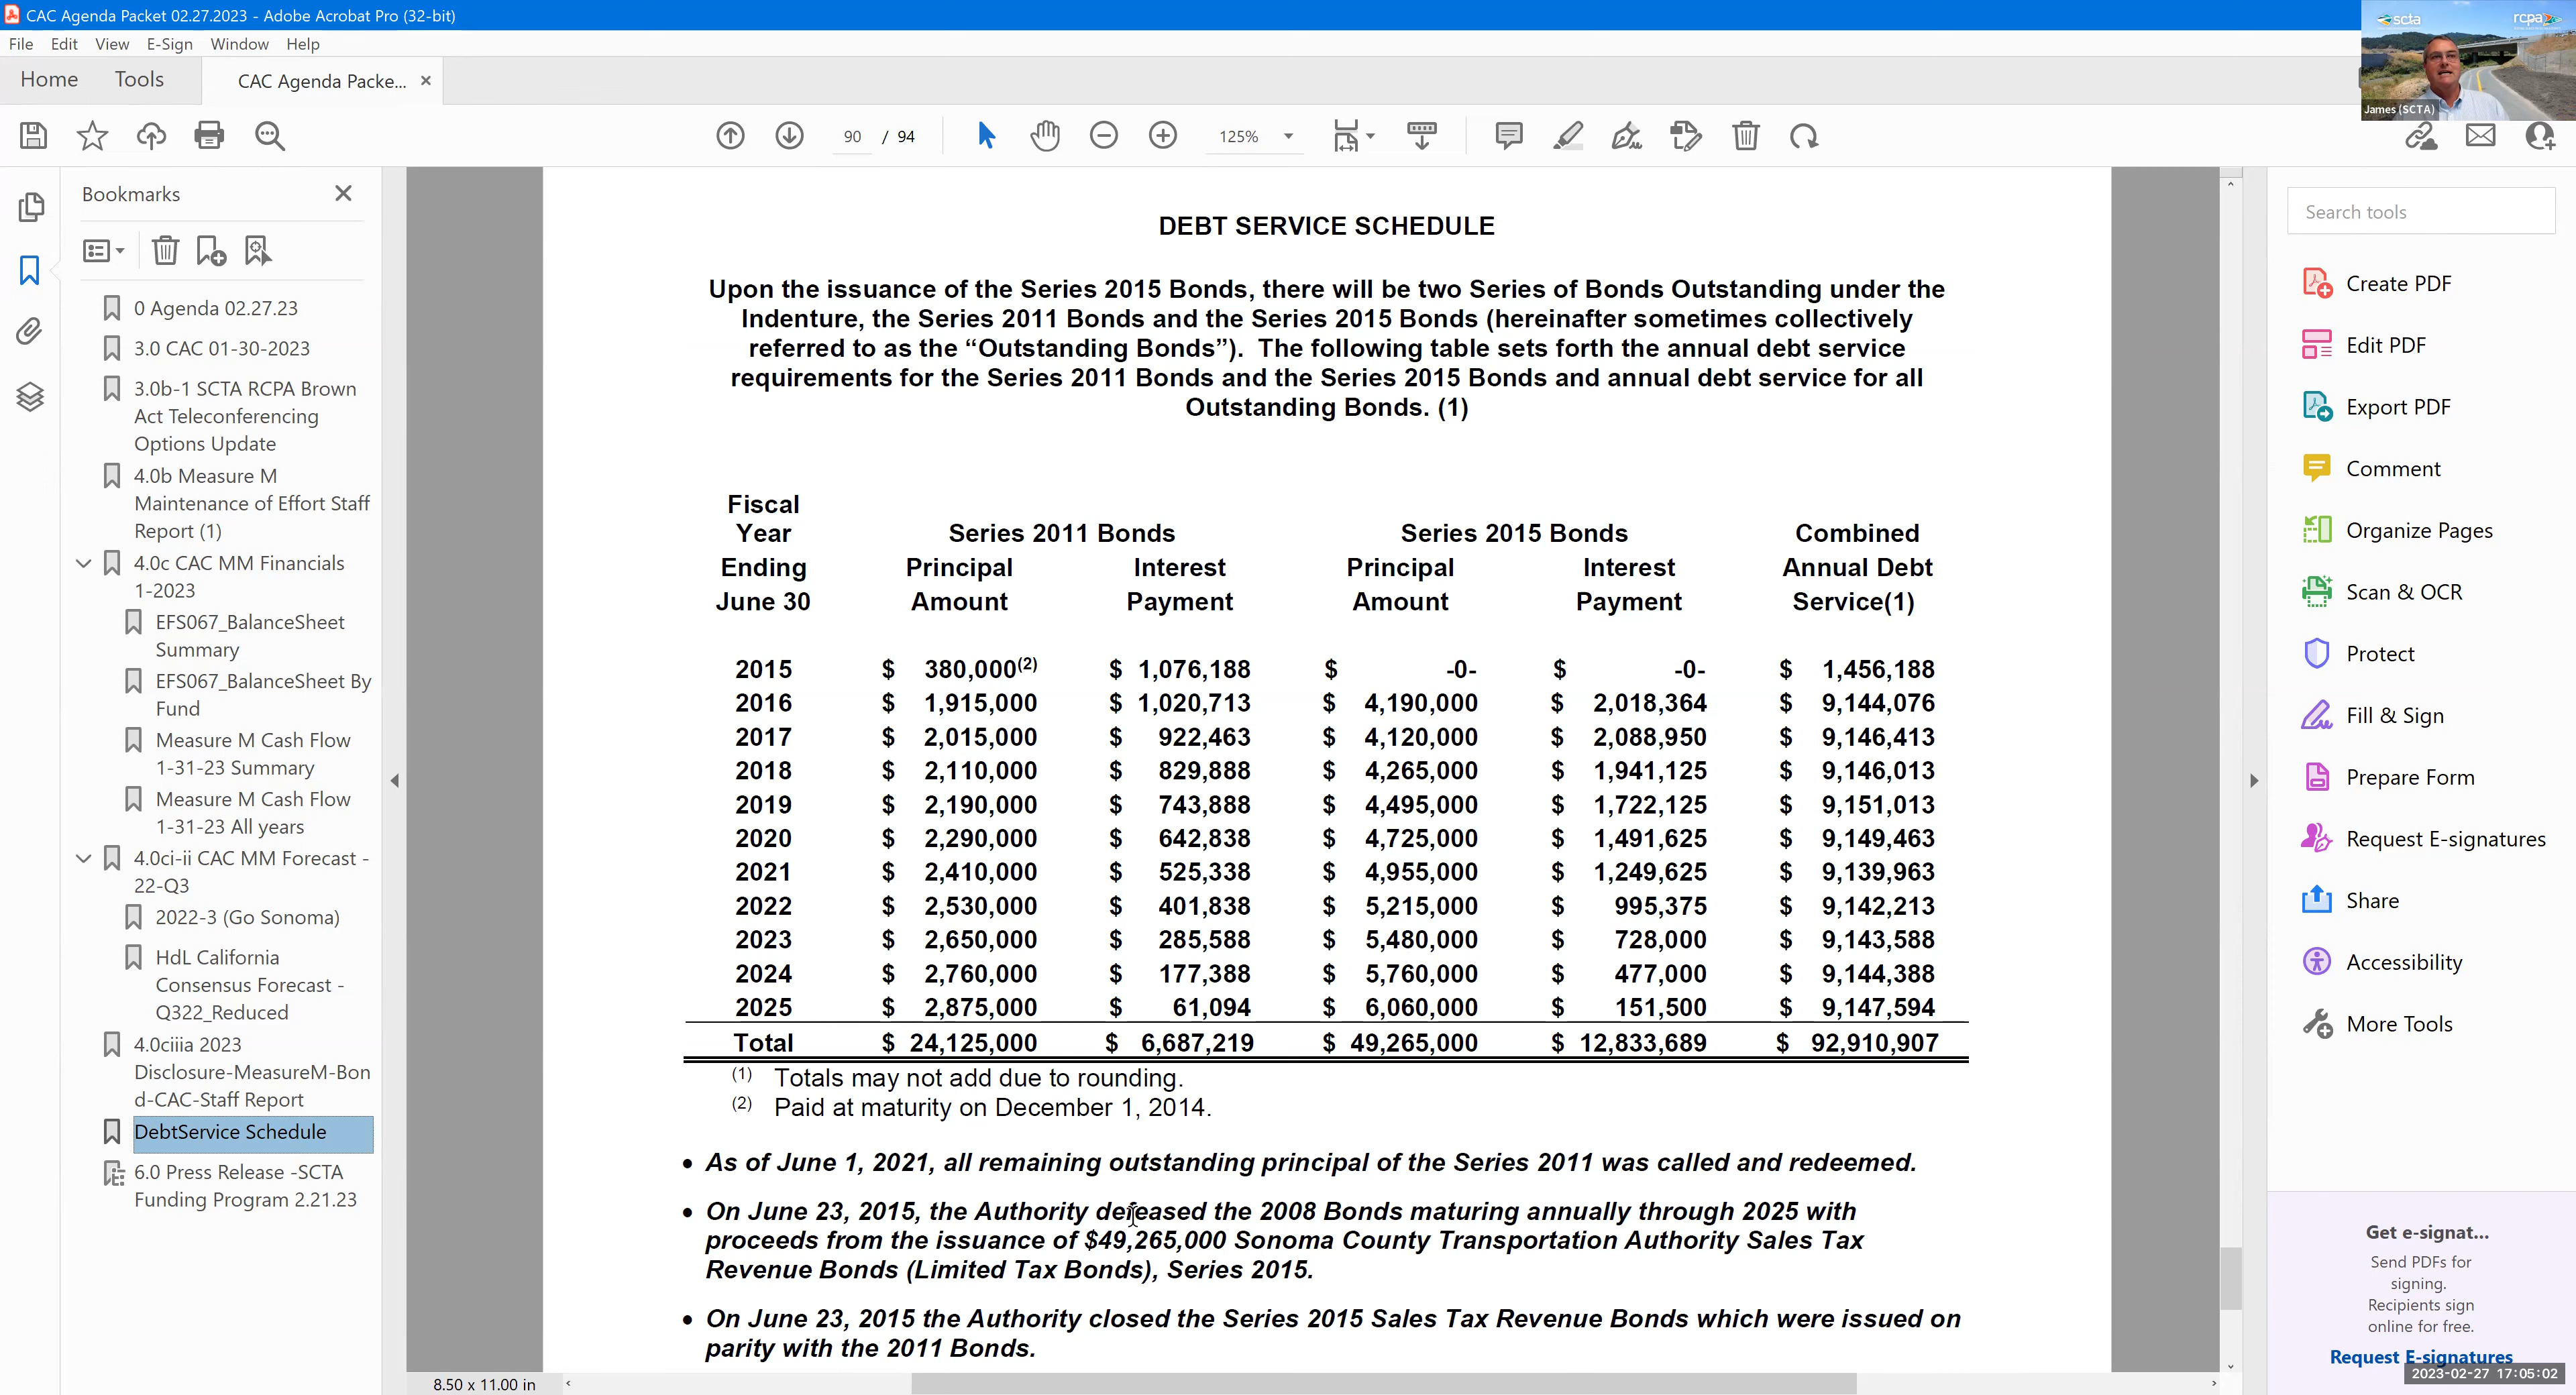 CAC Agenda Packet 02.27.2023 - Adobe Acrobat Pro (32-bit)
File Edit View E-Sign Window Help
Home Tools CAC Agenda Packe... ×
90 / 94 125%
scta
rcpa
James (SCTA)
Bookmarks
0 Agenda 02.27.23
3.0 CAC 01-30-2023
3.0b-1 SCTA RCPA Brown
Act Teleconferencing
Options Update
4.0b Measure M
Maintenance of Effort Staff
Report (1)
4.0c CAC MM Financials
1-2023
EFS067_BalanceSheet
Summary
EFS067_BalanceSheet By
Fund
Measure M Cash Flow
1-31-23 Summary
Measure M Cash Flow
1-31-23 All years
4.0ci-ii CAC MM Forecast -
22-Q3
2022-3 (Go Sonoma)
HdL California
Consensus Forecast -
Q322_Reduced
4.0ciiia 2023
Disclosure-MeasureM-Bon
d-CAC-Staff Report
DebtService Schedule
6.0 Press Release -SCTA
Funding Program 2.21.23
DEBT SERVICE SCHEDULE
Upon the issuance of the Series 2015 Bonds, there will be two Series of Bonds Outstanding under the
Indenture, the Series 2011 Bonds and the Series 2015 Bonds (hereinafter sometimes collectively
referred to as the “Outstanding Bonds”). The following table sets forth the annual debt service
requirements for the Series 2011 Bonds and the Series 2015 Bonds and annual debt service for all
Outstanding Bonds. (1)
Fiscal
Year Series 2011 Bonds Series 2015 Bonds Combined
Ending Principal Interest Principal Interest Annual Debt
June 30 Amount Payment Amount Payment Service(1)
2015 $ 380,000(2) $ 1,076,188 $ -0- $ -0- $ 1,456,188
2016 $ 1,915,000 $ 1,020,713 $ 4,190,000 $ 2,018,364 $ 9,144,076
2017 $ 2,015,000 $ 922,463 $ 4,120,000 $ 2,088,950 $ 9,146,413
2018 $ 2,110,000 $ 829,888 $ 4,265,000 $ 1,941,125 $ 9,146,013
2019 $ 2,190,000 $ 743,888 $ 4,495,000 $ 1,722,125 $ 9,151,013
2020 $ 2,290,000 $ 642,838 $ 4,725,000 $ 1,491,625 $ 9,149,463
2021 $ 2,410,000 $ 525,338 $ 4,955,000 $ 1,249,625 $ 9,139,963
2022 $ 2,530,000 $ 401,838 $ 5,215,000 $ 995,375 $ 9,142,213
2023 $ 2,650,000 $ 285,588 $ 5,480,000 $ 728,000 $ 9,143,588
2024 $ 2,760,000 $ 177,388 $ 5,760,000 $ 477,000 $ 9,144,388
2025 $ 2,875,000 $ 61,094 $ 6,060,000 $ 151,500 $ 9,147,594
Total $ 24,125,000 $ 6,687,219 $ 49,265,000 $ 12,833,689 $ 92,910,907
(1) Totals may not add due to rounding.
(2) Paid at maturity on December 1, 2014.
• As of June 1, 2021, all remaining outstanding principal of the Series 2011 was called and redeemed.
• On June 23, 2015, the Authority defeased the 2008 Bonds maturing annually through 2025 with
proceeds from the issuance of $49,265,000 Sonoma County Transportation Authority Sales Tax
Revenue Bonds (Limited Tax Bonds), Series 2015.
• On June 23, 2015 the Authority closed the Series 2015 Sales Tax Revenue Bonds which were issued on
parity with the 2011 Bonds.
8.50 x 11.00 in
Search tools
Create PDF
Edit PDF
Export PDF
Comment
Organize Pages
Scan & OCR
Protect
Fill & Sign
Prepare Form
Request E-signatures
Share
Accessibility
More Tools
Get e-signat...
Send PDFs for
signing.
Recipients sign
online for free.
Request E-signatures
2023-02-27 17:05:02